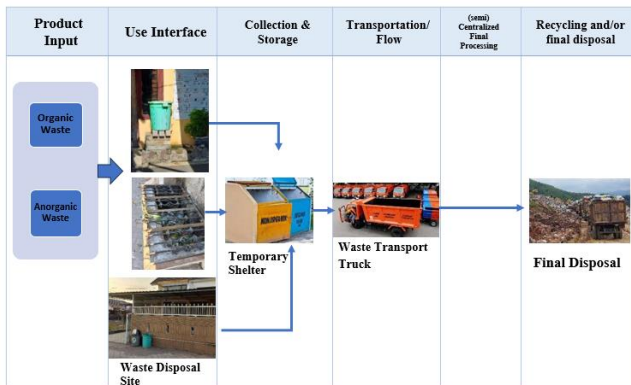 Product
Input
Use Interface
Collection &
Storage
Transportation/
Flow
(semi)
Centralized
Final
Processing
Recycling and/or
final disposal
Organic
Waste
Anorganic
Waste
Temporary
Shelter
Waste Transport
Truck
Final Disposal
Waste Disposal
Site